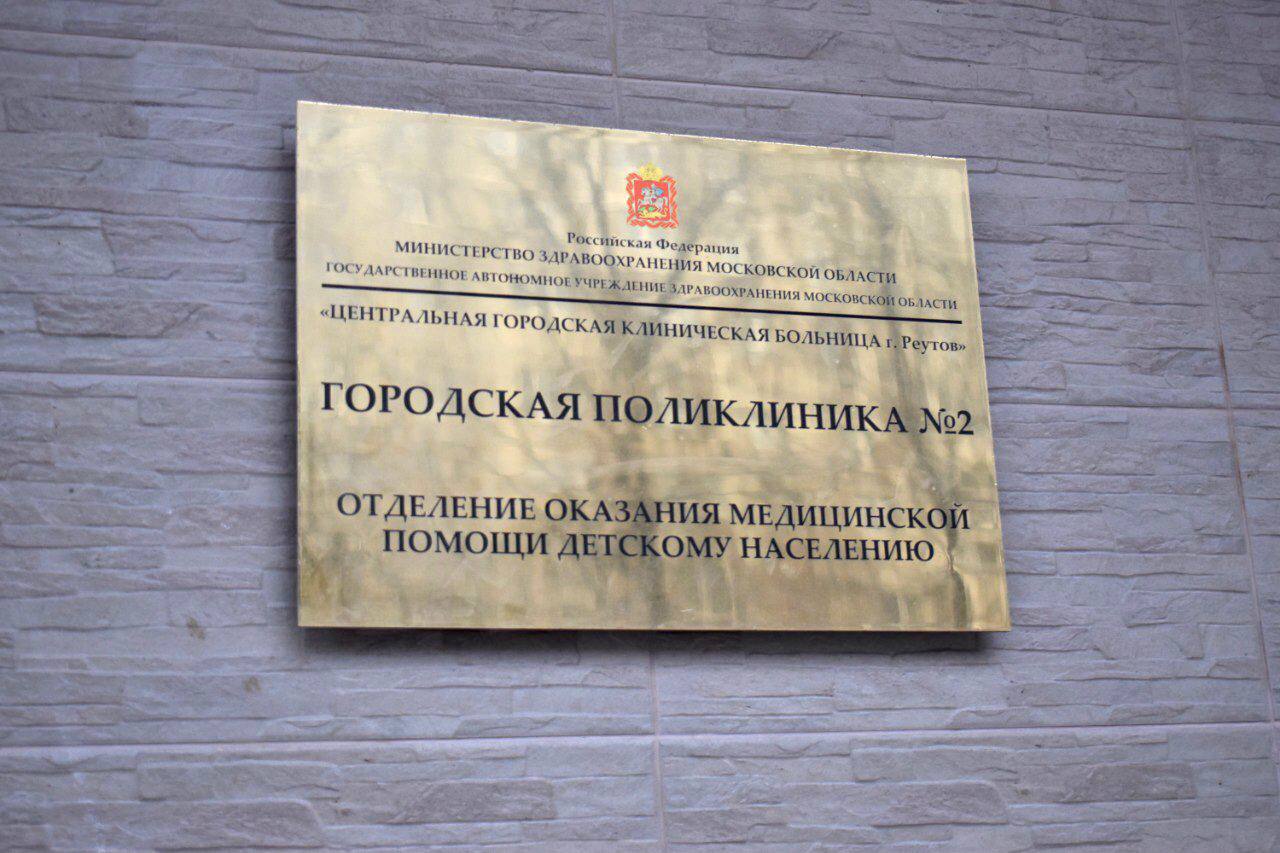 Российская Федерация
МИНИСТЕРСТВО ЗДРАВООХРАНЕНИЯ МОСКОВСКОЙ ОБЛАСТИ
ГОСУДАРСТВЕННОЕ АВТОНОМНОЕ УЧРЕЖДЕНИЕ ЗДРАВООХРАНЕНИЯ МОСКОВСКОЙ ОБЛАСТИ
«ЦЕНТРАЛЬНАЯ ГОРОДСКАЯ КЛИНИЧЕСКАЯ БОЛЬНИЦА г. Реутов»
ГОРОДСКАЯ ПОЛИКЛИНИКА №2
ОТДЕЛЕНИЕ ОКАЗАНИЯ МЕДИЦИНСКОЙ
ПОМОЩИ ДЕТСКОМУ НАСЕЛЕНИЮ